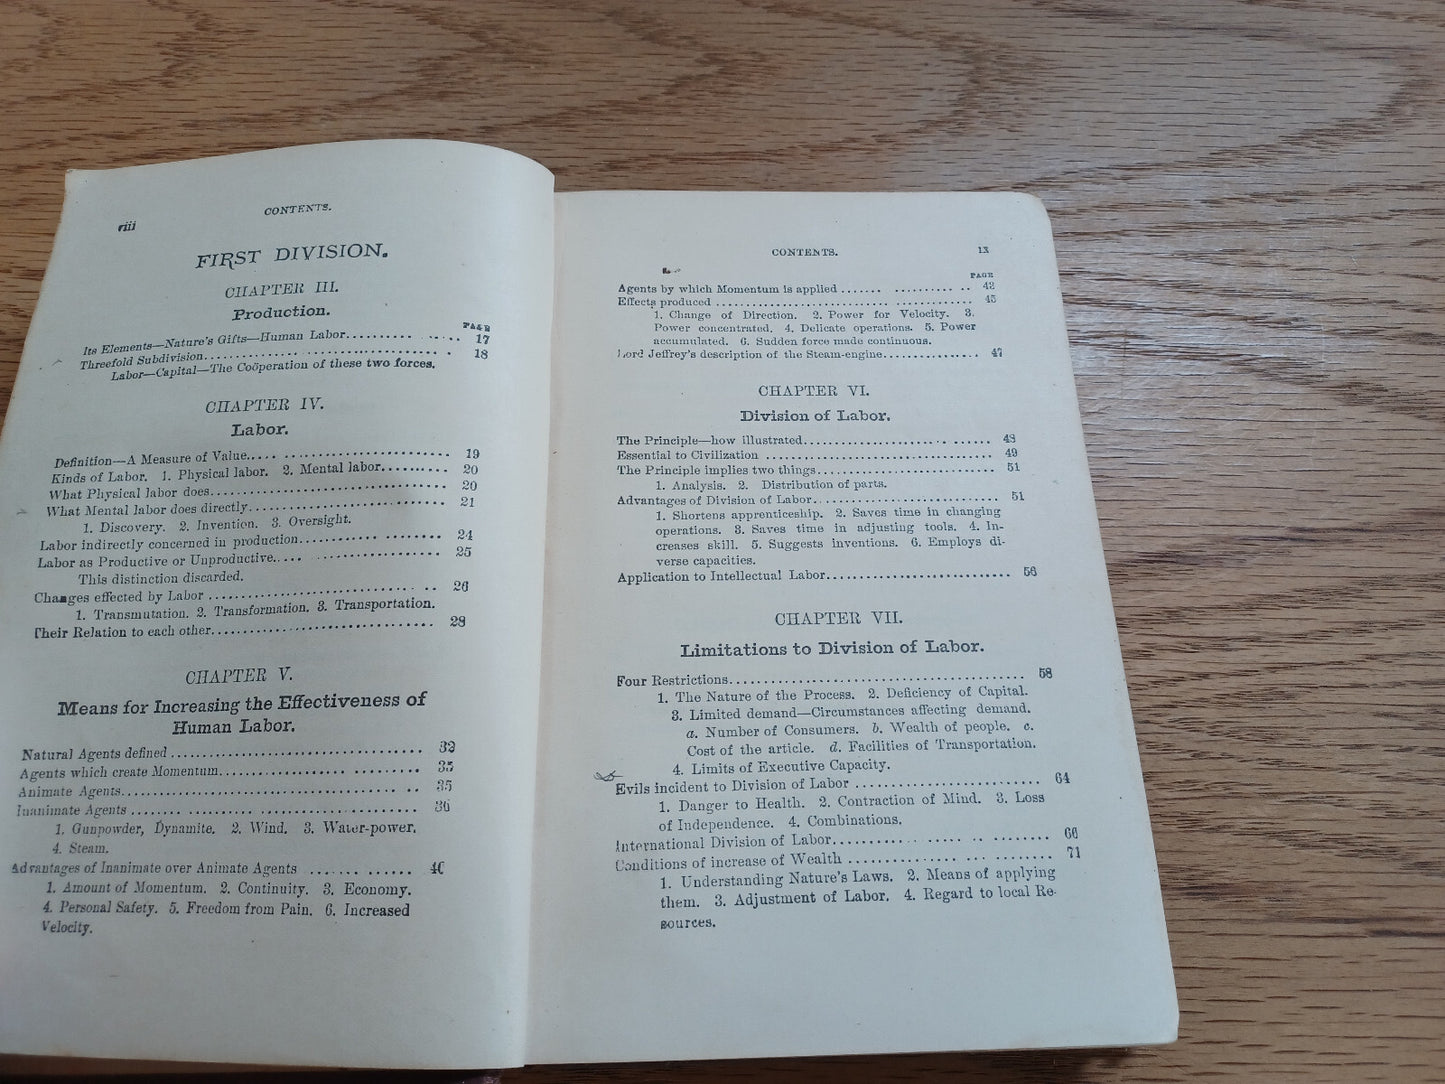 viii
CONTENTS.
FIRST DIVISION.
CHAPTER III.
Production.
PAGE
Its Elements—Nature's Gifts—Human Labor.......... 17
Threefold Subdivision.............................. 18
Labor—Capital—The Coöperation of these two forces.
CHAPTER IV.
Labor.
Definition—A Measure of Value........................ 19
Kinds of Labor. 1. Physical labor. 2. Mental labor......... 20
What Physical labor does.............................. 20
What Mental labor does directly........................ 21
1. Discovery. 2. Invention. 3. Oversight.
Labor indirectly concerned in production.................. 24
Labor as Productive or Unproductive..................... 25
This distinction discarded.
Changes effected by Labor .............................. 26
1. Transmutation. 2. Transformation. 3. Transportation.
Their Relation to each other.............................. 28
CHAPTER V.
Means for Increasing the Effectiveness of
Human Labor.
Natural Agents defined .................................. 32
Agents which create Momentum........................... 35
Animate Agents........................................ 35
Inanimate Agents ...................................... 36
1. Gunpowder, Dynamite. 2. Wind. 3. Water-power.
4. Steam.
Advantages of Inanimate over Animate Agents .......... 40
1. Amount of Momentum. 2. Continuity. 3. Economy.
4. Personal Safety. 5. Freedom from Pain. 6. Increased
Velocity.
CONTENTS. ix
PAGE
Agents by which Momentum is applied ................... 42
Effects produced ....................................... 45
1. Change of Direction. 2. Power for Velocity. 3.
Power concentrated. 4. Delicate operations. 5. Power
accumulated. 6. Sudden force made continuous.
Lord Jeffrey's description of the Steam-engine............... 47
CHAPTER VI.
Division of Labor.
The Principle—how illustrated.......................... 48
Essential to Civilization ................................ 49
The Principle implies two things......................... 51
1. Analysis. 2. Distribution of parts.
Advantages of Division of Labor......................... 51
1. Shortens apprenticeship. 2. Saves time in changing
operations. 3. Saves time in adjusting tools. 4. In-
creases skill. 5. Suggests inventions. 6. Employs di-
verse capacities.
Application to Intellectual Labor......................... 56
CHAPTER VII.
Limitations to Division of Labor.
Four Restrictions....................................... 58
1. The Nature of the Process. 2. Deficiency of Capital.
3. Limited demand—Circumstances affecting demand.
a. Number of Consumers. b. Wealth of people. c.
Cost of the article. d. Facilities of Transportation.
4. Limits of Executive Capacity.
Evils incident to Division of Labor ....................... 64
1. Danger to Health. 2. Contraction of Mind. 3. Loss
of Independence. 4. Combinations.
International Division of Labor.......................... 66
Conditions of increase of Wealth ........................ 71
1. Understanding Nature's Laws. 2. Means of applying
them. 3. Adjustment of Labor. 4. Regard to local Re-
sources.